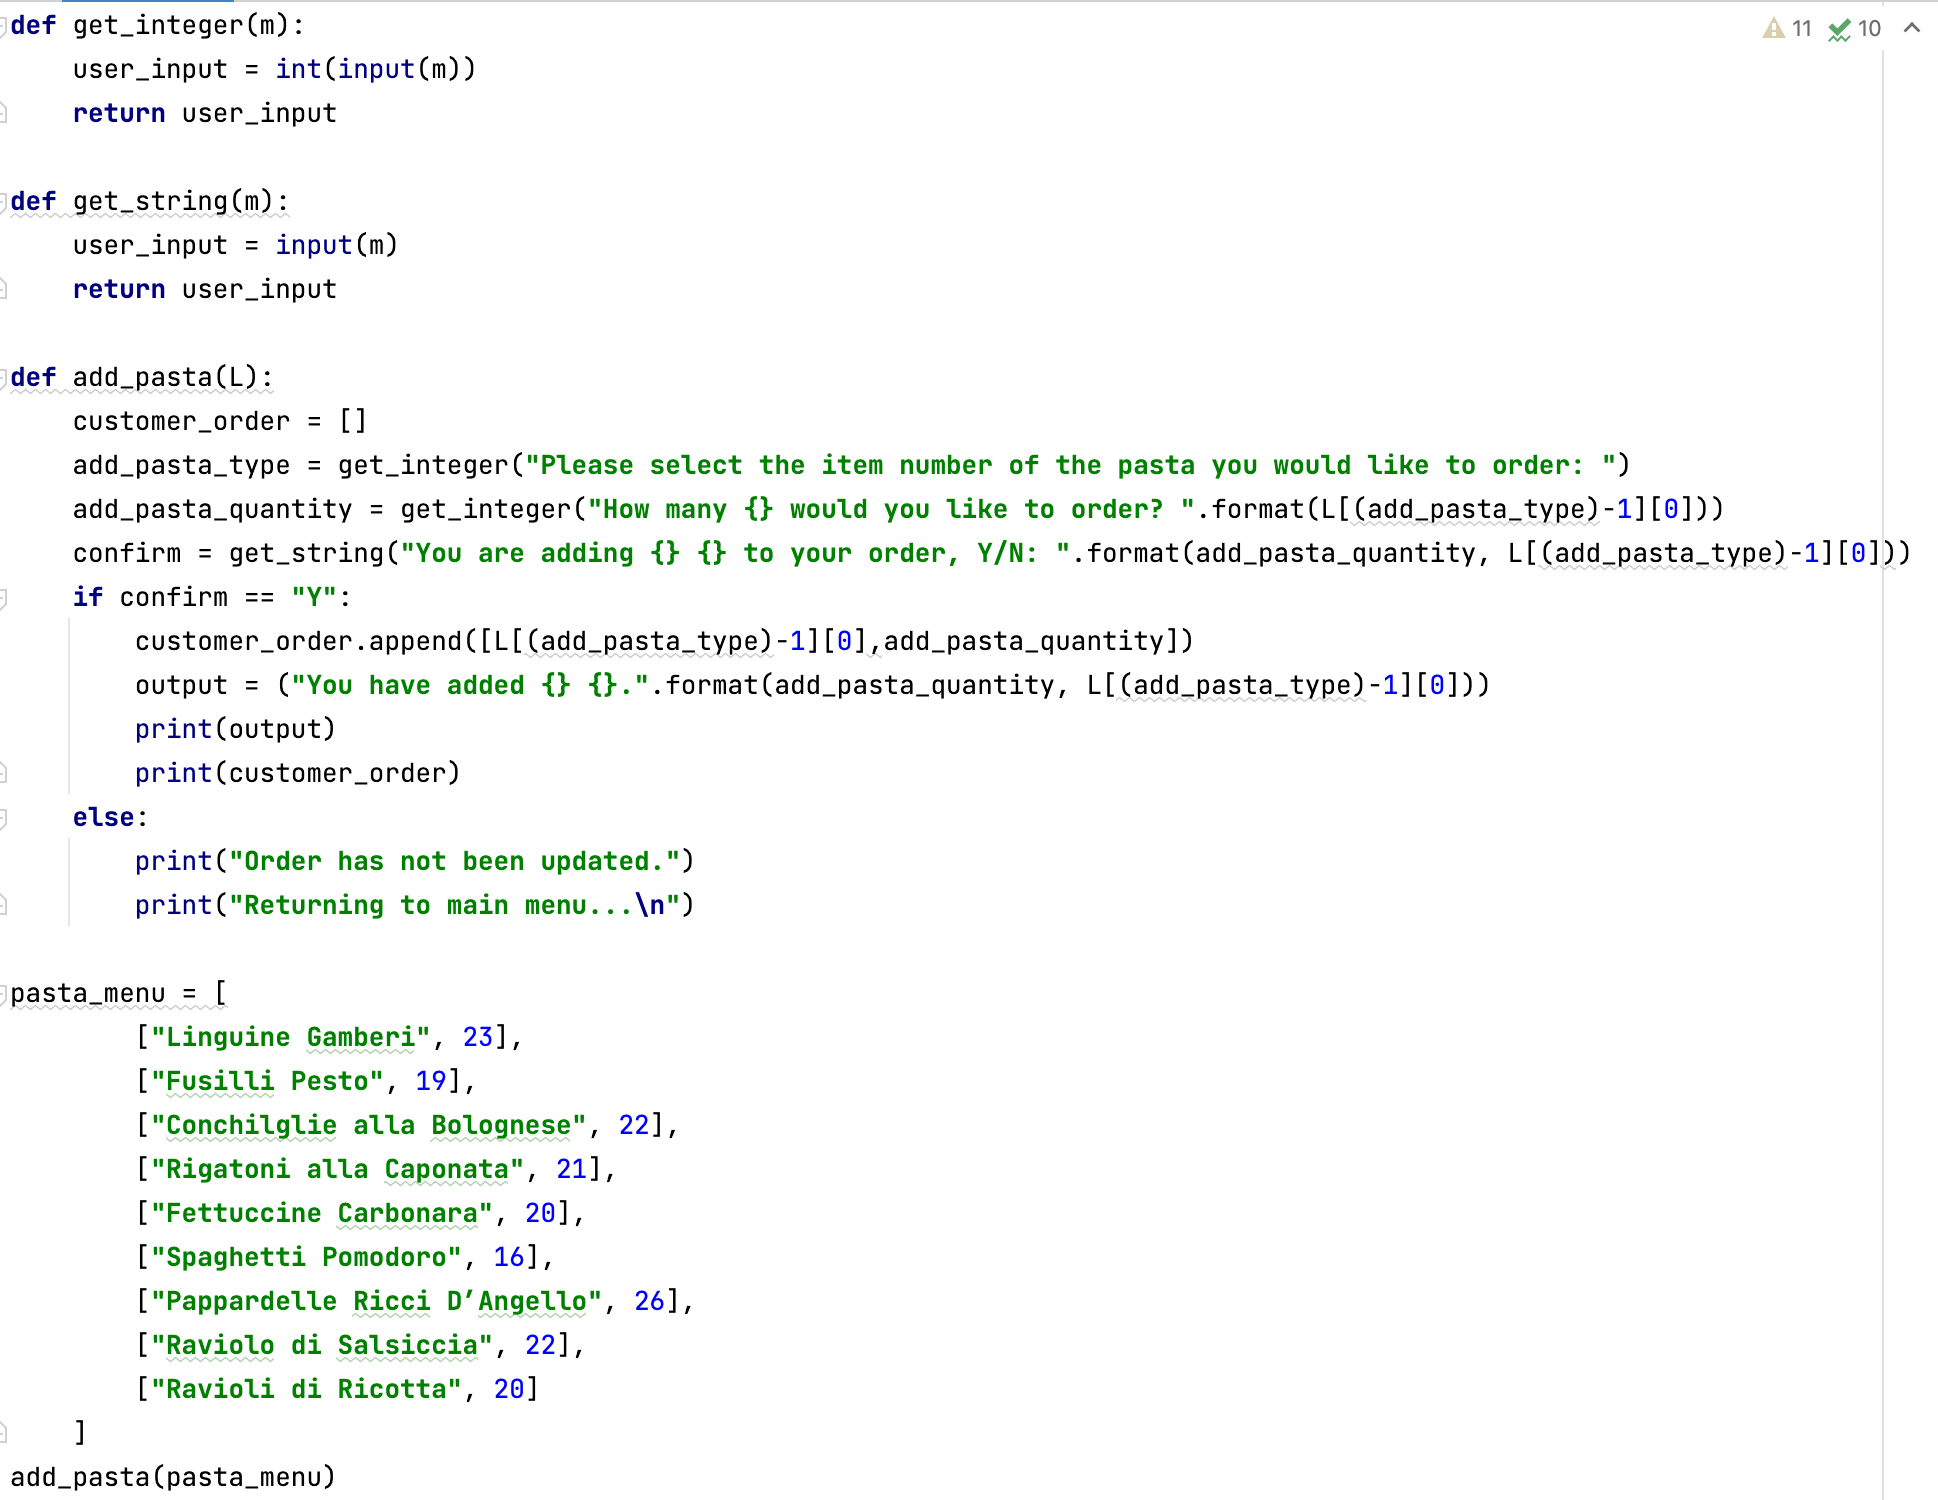 def get_integer(m):
11 10
    user_input = int(input(m))
    return user_input
def get_string(m):
    user_input = input(m)
    return user_input
def add_pasta(L):
    customer_order = []
    add_pasta_type = get_integer("Please select the item number of the pasta you would like to order: ")
    add_pasta_quantity = get_integer("How many {} would you like to order? ".format(L[(add_pasta_type)-1][0]))
    confirm = get_string("You are adding {} {} to your order, Y/N: ".format(add_pasta_quantity, L[(add_pasta_type)-1][0]))
    if confirm == "Y":
        customer_order.append([L[(add_pasta_type)-1][0],add_pasta_quantity])
        output = ("You have added {} {}.".format(add_pasta_quantity, L[(add_pasta_type)-1][0]))
        print(output)
        print(customer_order)
    else:
        print("Order has not been updated.")
        print("Returning to main menu...\n")
pasta_menu = [
        ["Linguine Gamberi", 23],
        ["Fusilli Pesto", 19],
        ["Conchilglie alla Bolognese", 22],
        ["Rigatoni alla Caponata", 21],
        ["Fettuccine Carbonara", 20],
        ["Spaghetti Pomodoro", 16],
        ["Pappardelle Ricci D’Angello", 26],
        ["Raviolo di Salsiccia", 22],
        ["Ravioli di Ricotta", 20]
    ]
add_pasta(pasta_menu)